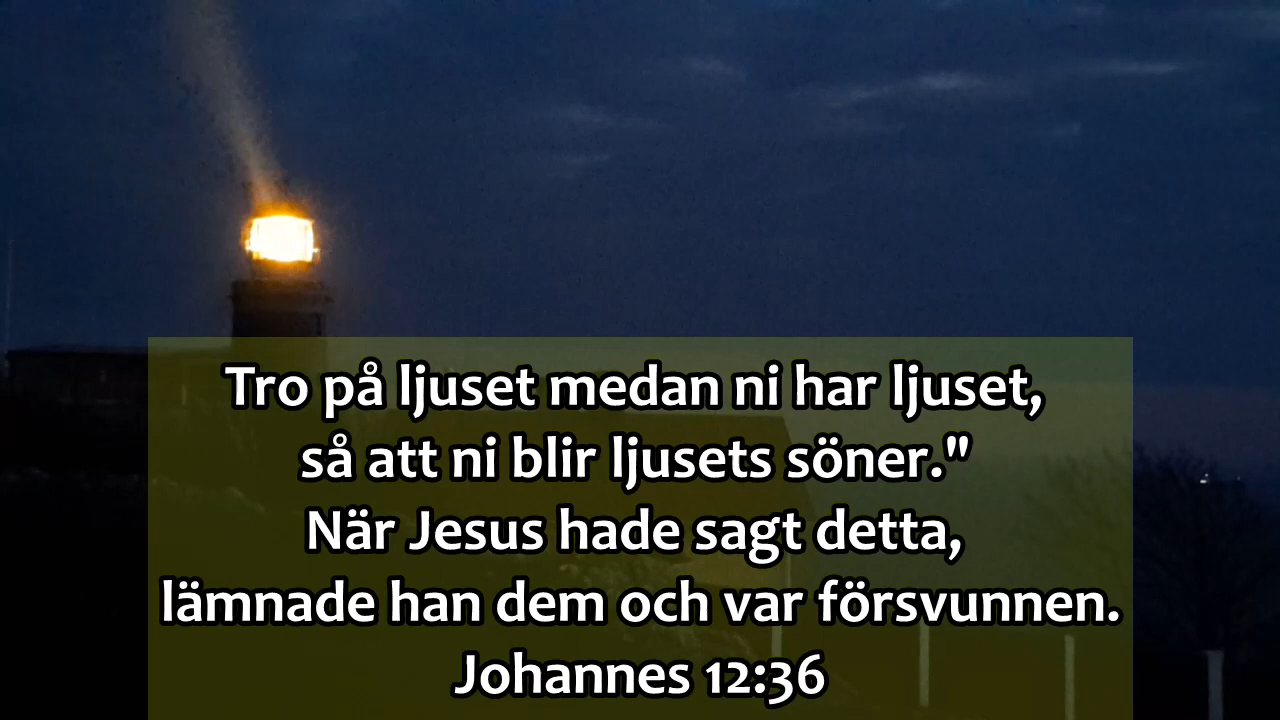 Tro på ljuset medan ni har ljuset,
så att ni blir ljusets söner."
När Jesus hade sagt detta,
lämnade han dem och var försvunnen.
Johannes 12:36